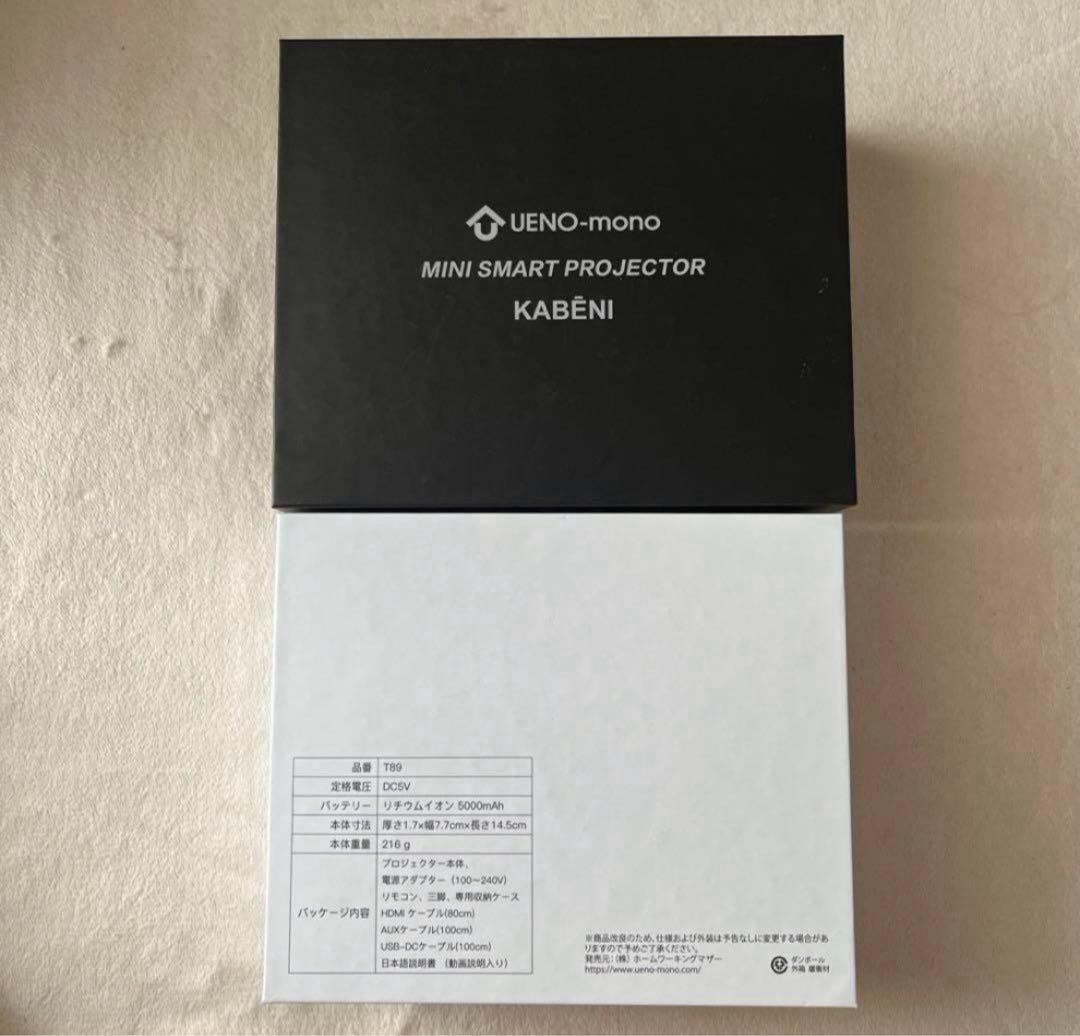 UENO-mono
MINI SMART PROJECTOR
KABĒNI
品番 T89
定格電圧 DC5V
バッテリー リチウムイオン 5000mAh
本体寸法 厚さ1.7×幅7.7cm×長さ14.5cm
本体重量 216 g
パッケージ内容 プロジェクター本体、
電源アダプター（100〜240V）
リモコン、三脚、専用収納ケース
HDMI ケーブル(80cm)
AUXケーブル(100cm)
USB-DCケーブル(100cm)
日本語説明書 （動画説明入り）
※商品改良のため、仕様および外装は予告なしに変更する場合があ
りますので予めご了承ください。
発売元：（株）ホームワーキングマザー
https://www.ueno-mono.com/
ダンボール
外箱 緩衝材